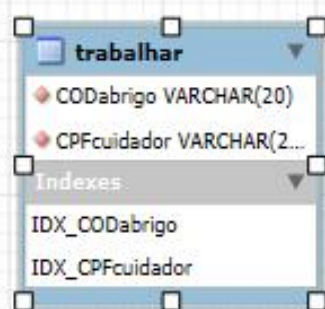 trabalhar
CODabrigo VARCHAR(20)
CPFcuidador VARCHAR(2...
Indexes
IDX_CODabrigo
IDX_CPFcuidador